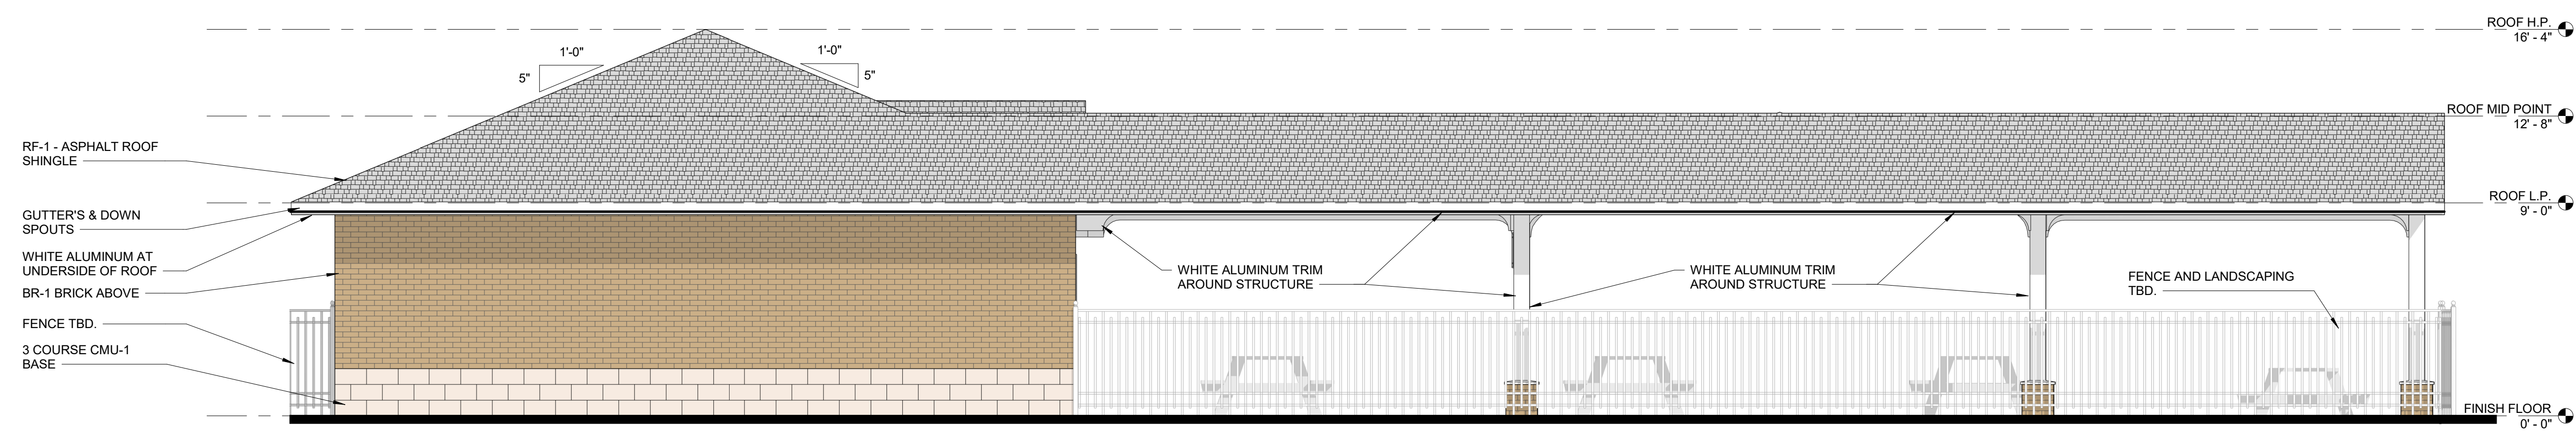 ROOF H.P.
16' - 4"
1'-0"
5"
1'-0"
5"
ROOF MID POINT
12' - 8"
RF-1 - ASPHALT ROOF
SHINGLE
ROOF L.P.
9' - 0"
GUTTER'S & DOWN
SPOUTS
WHITE ALUMINUM AT
UNDERSIDE OF ROOF
BR-1 BRICK ABOVE
FENCE TBD.
3 COURSE CMU-1
BASE
WHITE ALUMINUM TRIM
AROUND STRUCTURE
WHITE ALUMINUM TRIM
AROUND STRUCTURE
FENCE AND LANDSCAPING
TBD.
FINISH FLOOR
0' - 0"